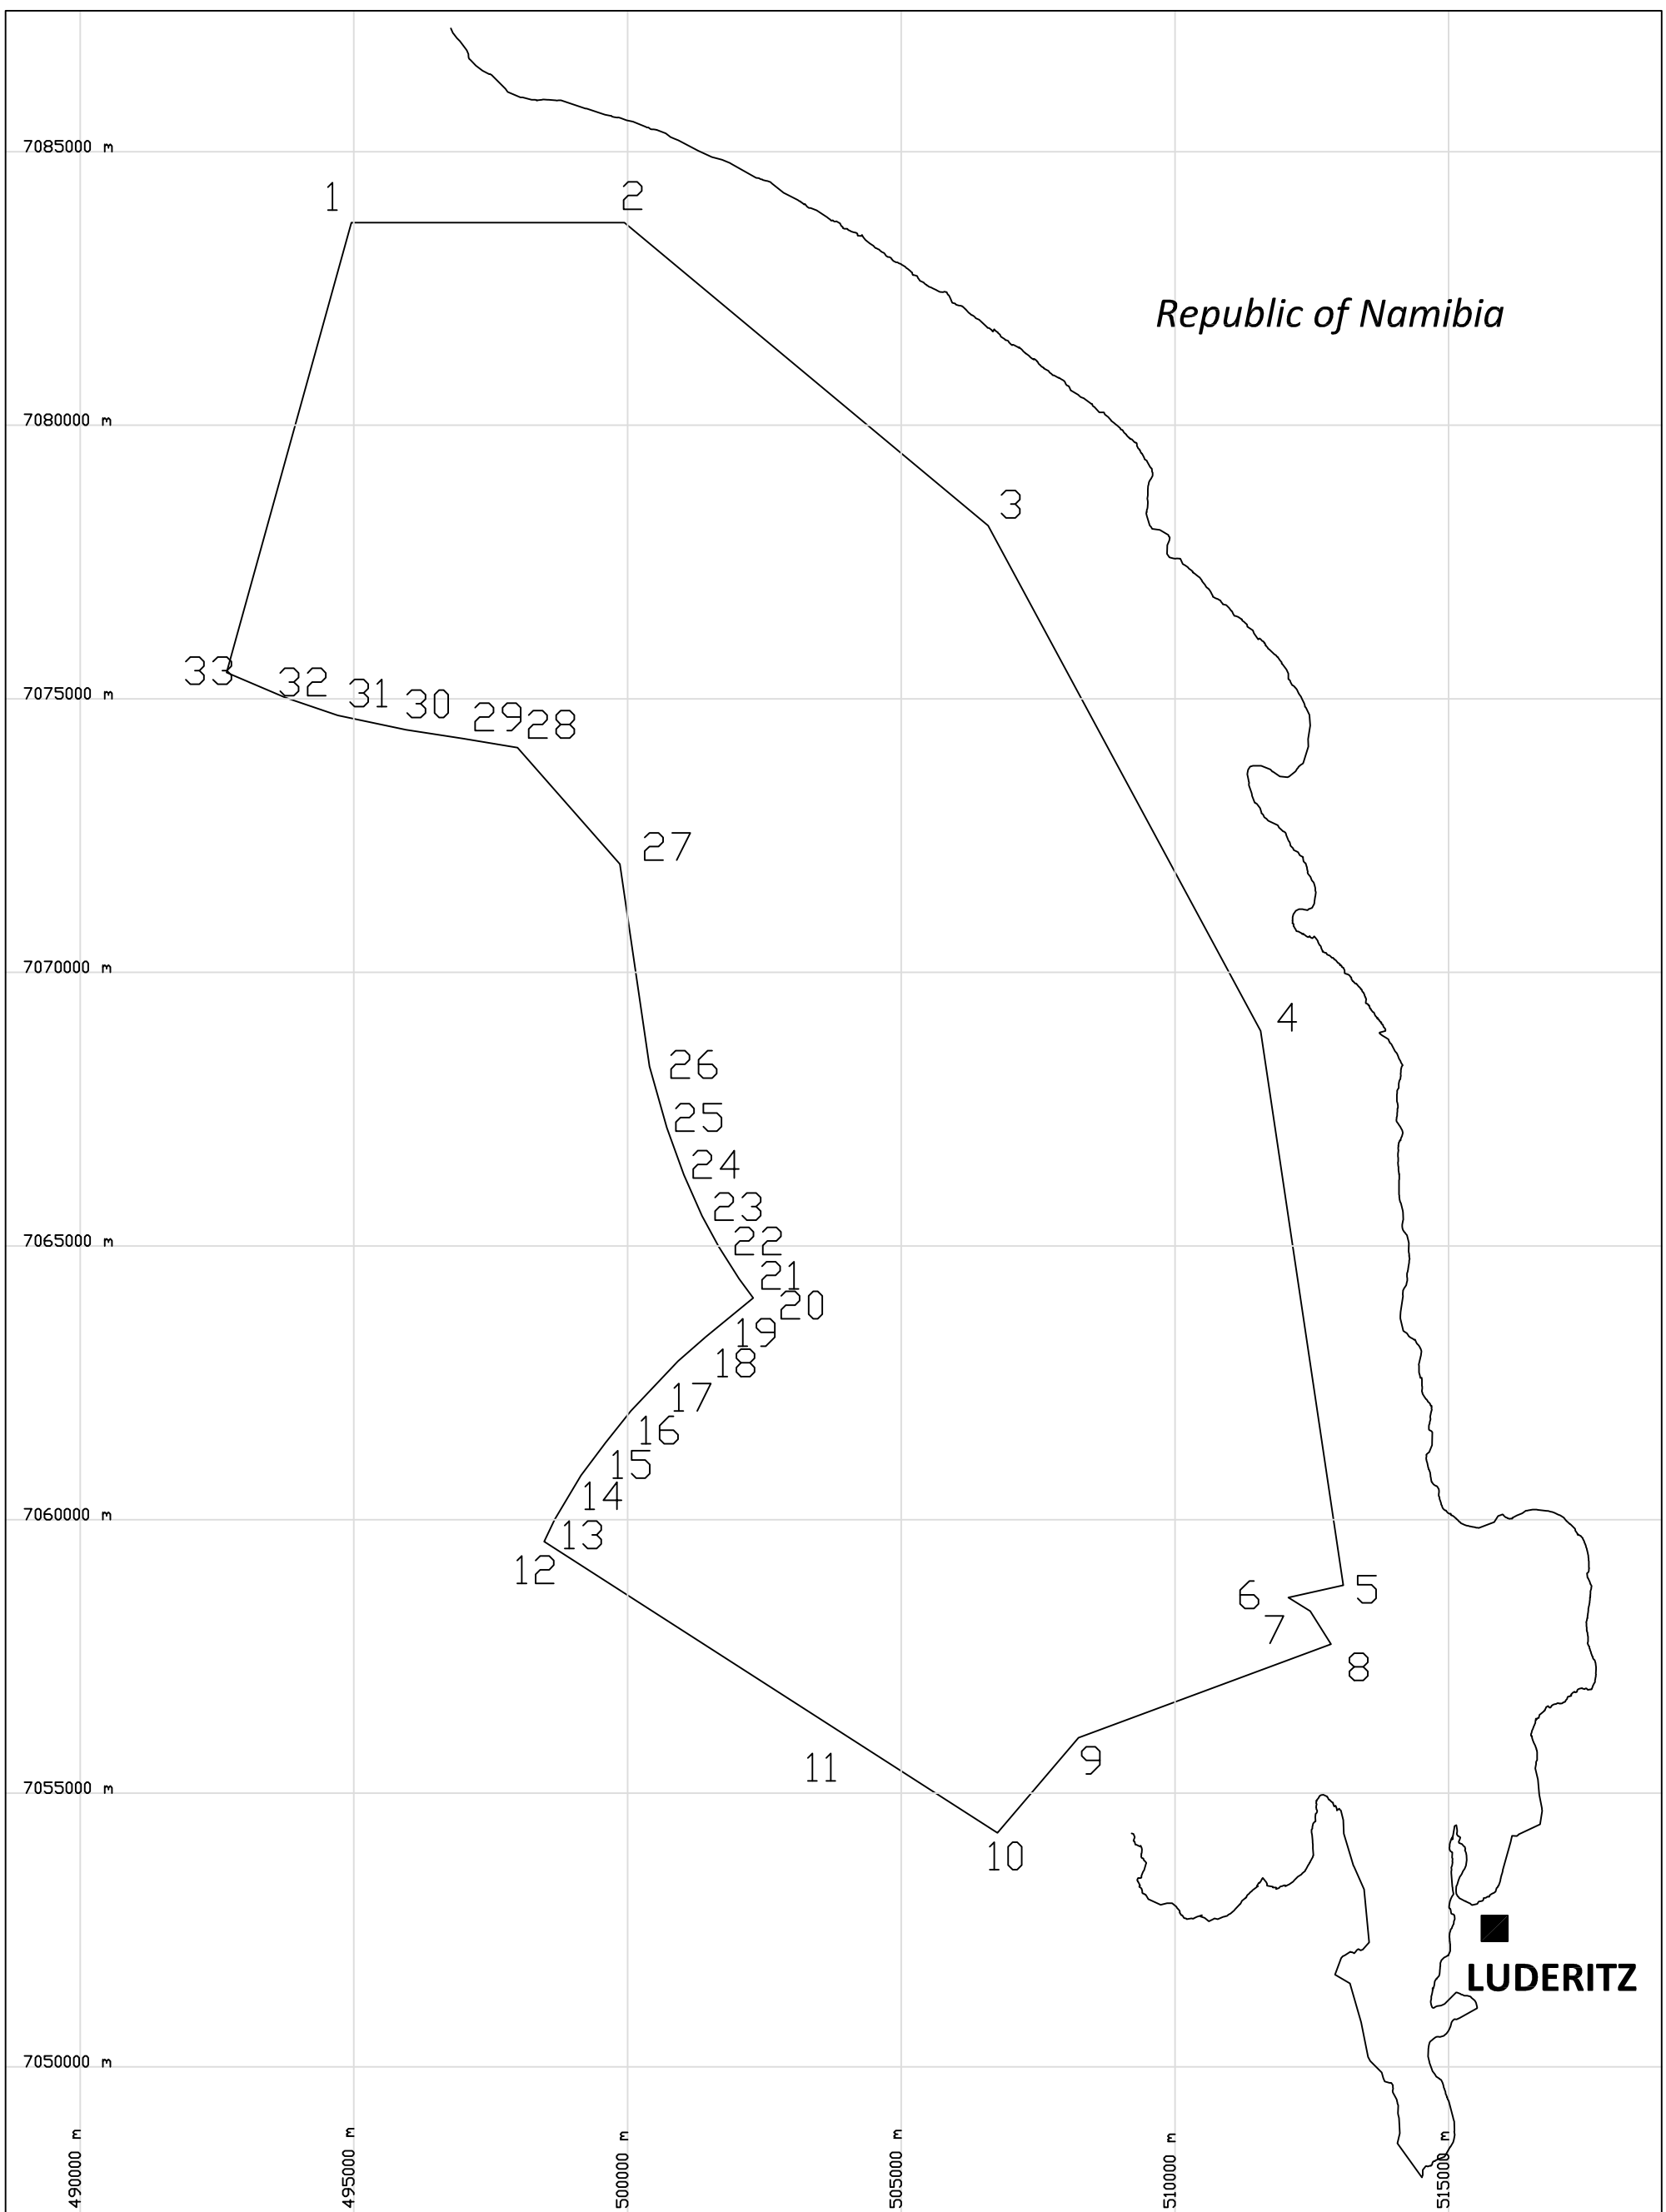 7085000 m
1
2
Republic of Namibia
7080000 m
3
33
32
31
30
29
28
7075000 m
27
7070000 m
4
26
25
24
23
22
7065000 m
21
20
19
18
17
16
15
14
7060000 m
13
12
5
6
7
8
9
11
7055000 m
10
LUDERITZ
7050000 m
490000 m
495000 m
500000 m
505000 m
510000 m
515000 m